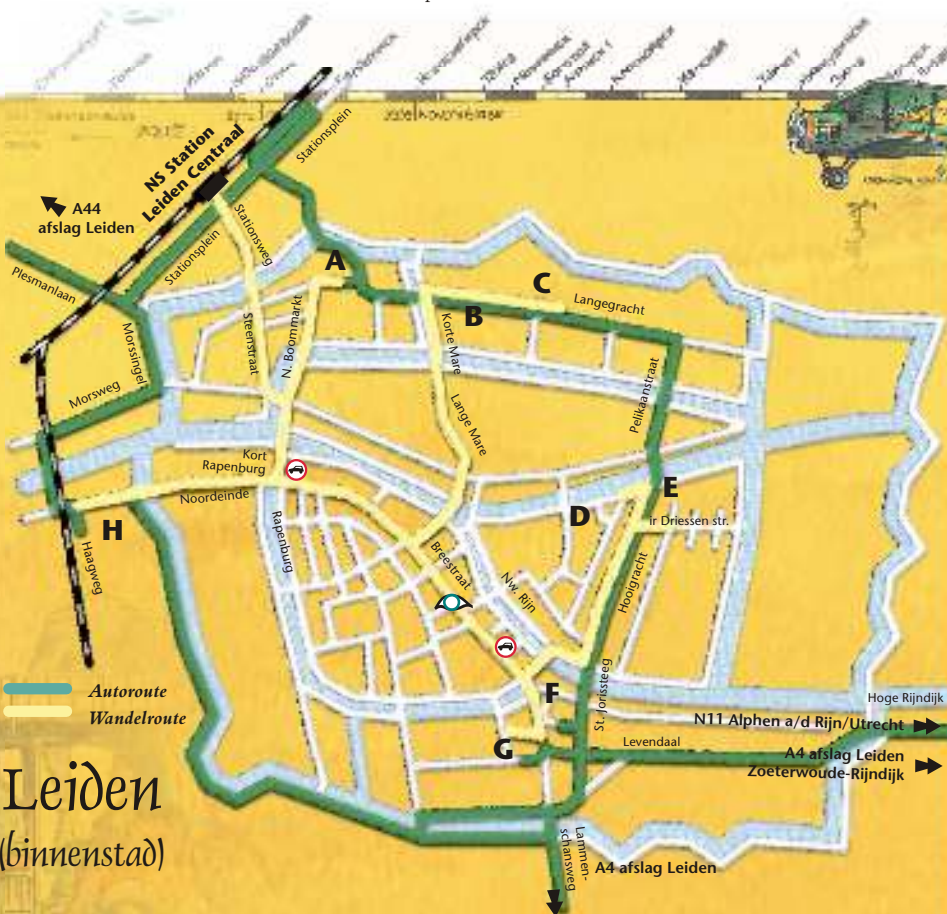 Stationsplein
NS Station
Leiden Centraal
A44
afslag Leiden
Stationsweg
Stationsplein
Plesmanlaan
A
Morssingel
Steenstraat
N. Boommarkt
C
Langegracht
B
Korte Mare
Pelikaanstraat
Morsweg
Lange Mare
Kort
Rapenburg
Noordeinde
E
D
ir Driessen str.
H
Rapenburg
Haagweg
Breestraat
Nw. Rijn
Hooigracht
Autoroute
Wandelroute
F
St. Jorissteeg
Hoge Rijndijk
N11 Alphen a/d Rijn/Utrecht
G
Levendaal
A4 afslag Leiden
Zoeterwoude-Rijndijk
Leiden
(binnenstad)
Lammen-
schansweg
A4 afslag Leiden